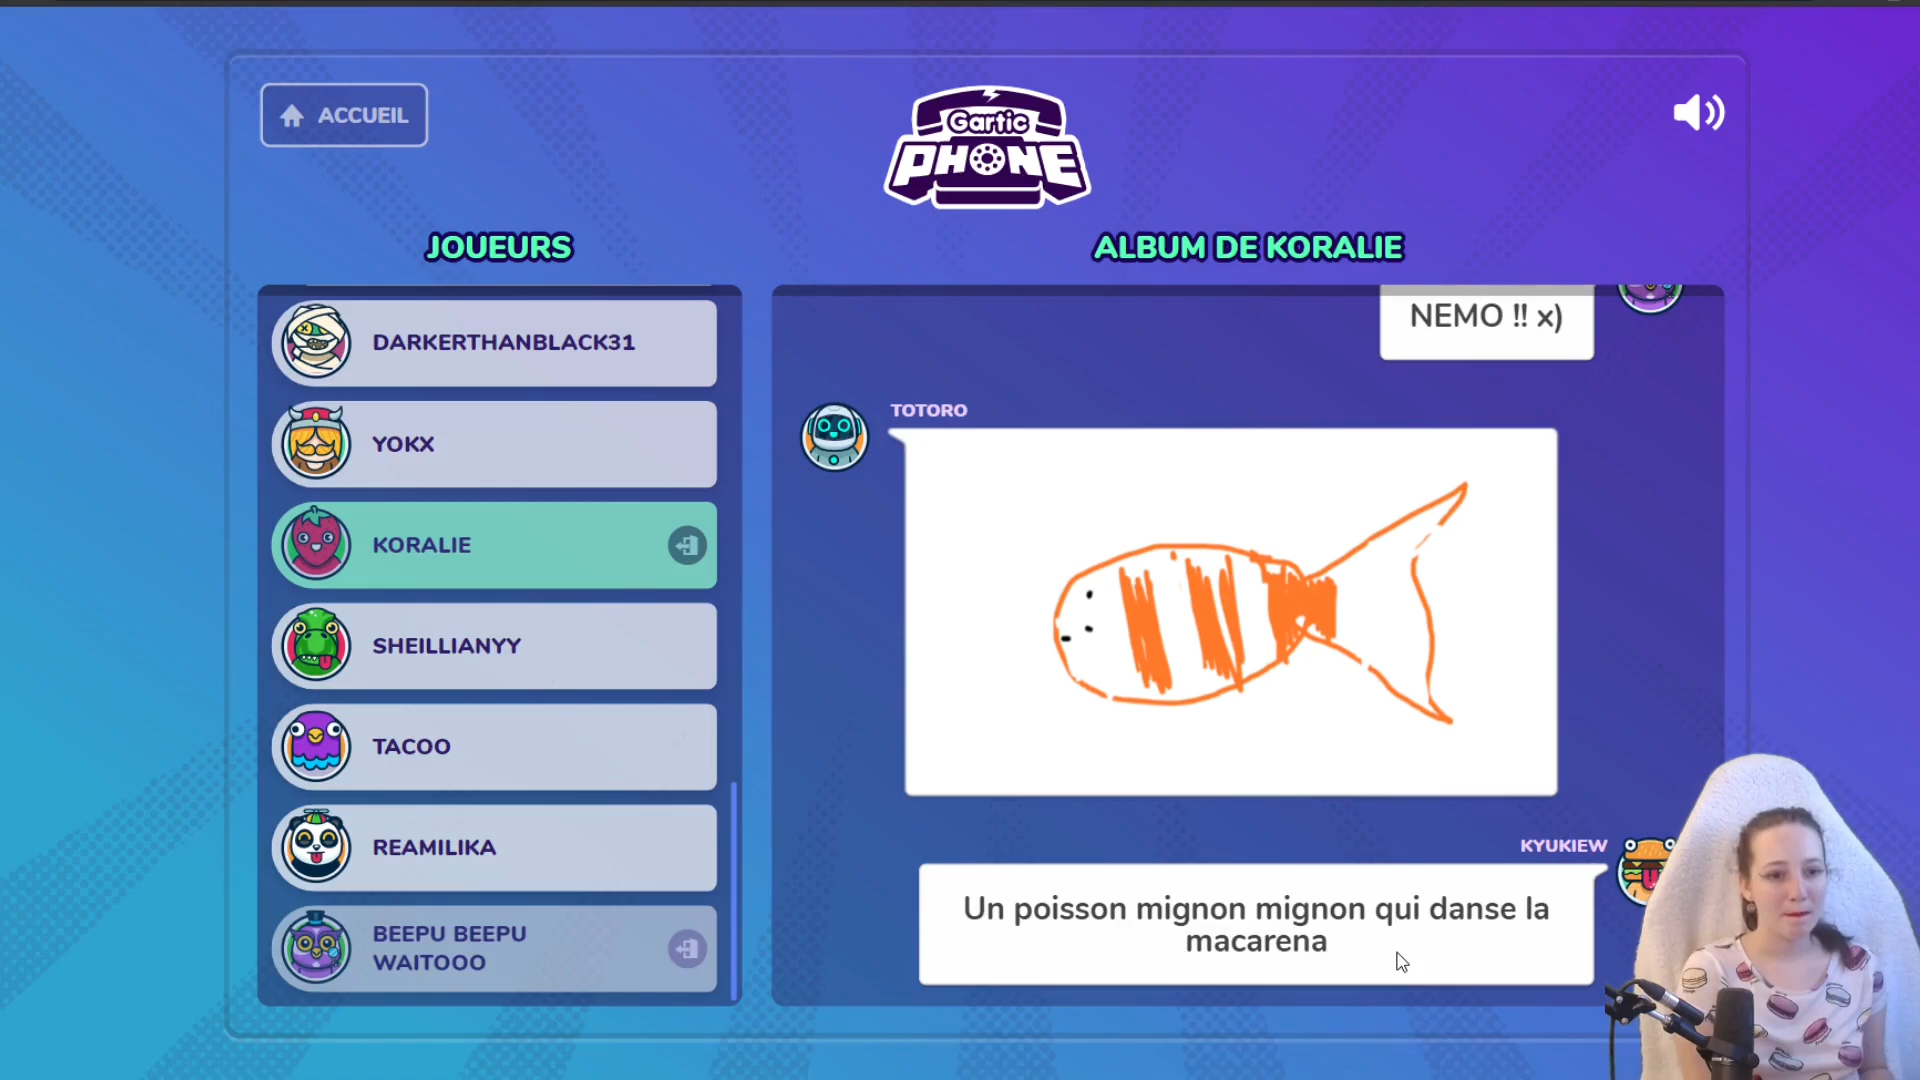 ACCUEIL
Gartic
PHONE
JOUEURS
ALBUM DE KORALIE
DARKERTHANBLACK31
YOKX
KORALIE
SHEILLIANYY
TACOO
REAMILIKA
BEEPU BEEPU
WAITOOO
NEMO !! x)
TOTORO
KYUKIEW
Un poisson mignon mignon qui danse la
macarena